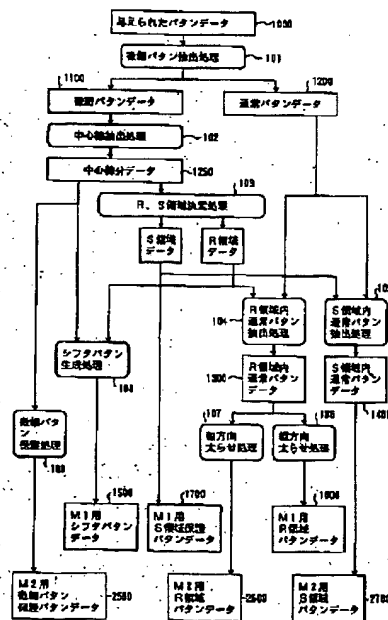 与えられたパタンデータ
1000
微細パタン抽出処理
101
1100
微細パタンデータ
1200
通常パタンデータ
中心線抽出処理
102
中心線分データ
1250
103
R、S領域決定処理
S領域
データ
R領域
データ
シフタパタン
生成処理
104
R領域内
通常パタン
抽出処理
S領域内
通常パタン
抽出処理
1300
R領域内
通常パタン
データ
S領域内
通常パタン
データ
微細パタン
保護処理
107
太らせ処理
太らせ処理
1500
M1用
シフタパタン
データ
1700
M1用
S領域保護
パタンデータ
M1用
R領域
パタンデータ
M2用
微細パタン
保護パタンデータ
2500
M2用
R領域
パタンデータ
2600
M2用
S領域
パタンデータ